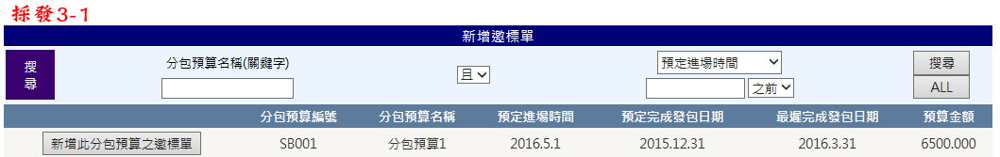 採發3-1
新增邀標單
搜尋
分包預算名稱(關鍵字)
且
預定進場時間
之前
搜尋
ALL
分包預算編號 分包預算名稱 預定進場時間 預定完成發包日期 最遲完成發包日期 預算金額
新增此分包預算之邀標單 SB001 分包預算1 2016.5.1 2015.12.31 2016.3.31 6500.000